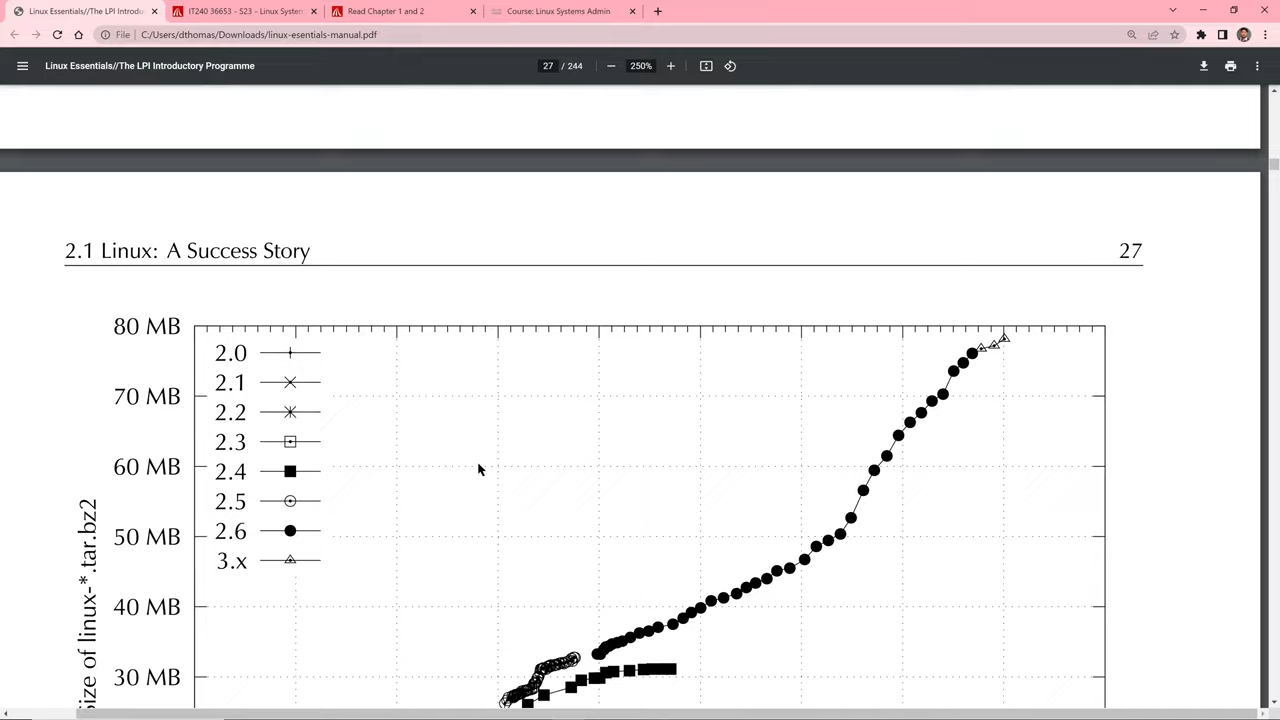 Linux Essentials//The LPI Introdu
IT240 36653 - S23 - Linux System
Read Chapter 1 and 2
Course: Linux Systems Admin
File
C:/Users/dthomas/Downloads/linux-esentials-manual.pdf
Linux Essentials//The LPI Introductory Programme
27 / 244
250%
2.1 Linux: A Success Story
27
80 MB
70 MB
60 MB
50 MB
40 MB
30 MB
2.0
2.1
2.2
2.3
2.4
2.5
2.6
3.x
Size of linux-*.tar.bz2